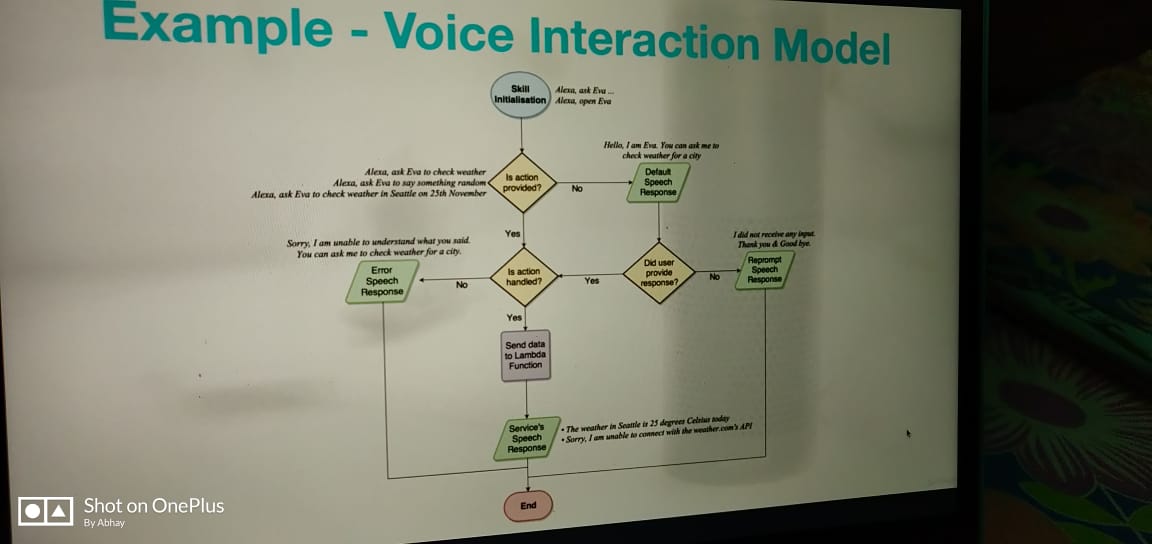 Example - Voice Interaction Model
Skill
Initialisation
Alexa, ask Eva ...
Alexa, open Eva
Hello, I am Eva. You can ask me to
check weather for a city
Alexa, ask Eva to check weather
Alexa, ask Eva to say something random
Alexa, ask Eva to check weather in Seattle on 25th November
Is action
provided?
No
Default
Speech
Response
Yes
Sorry, I am unable to understand what you said.
You can ask me to check weather for a city.
I did not receive any input.
Thank you & Good bye.
Error
Speech
Response
No
Is action
handled?
Yes
Did user
provide
response?
No
Reprompt
Speech
Response
Yes
Send data
to Lambda
Function
Service's
Speech
Response
• The weather in Seattle is 25 degrees Celsius today
• Sorry, I am unable to connect with the weather.com's API
End
Shot on OnePlus
By Abhay